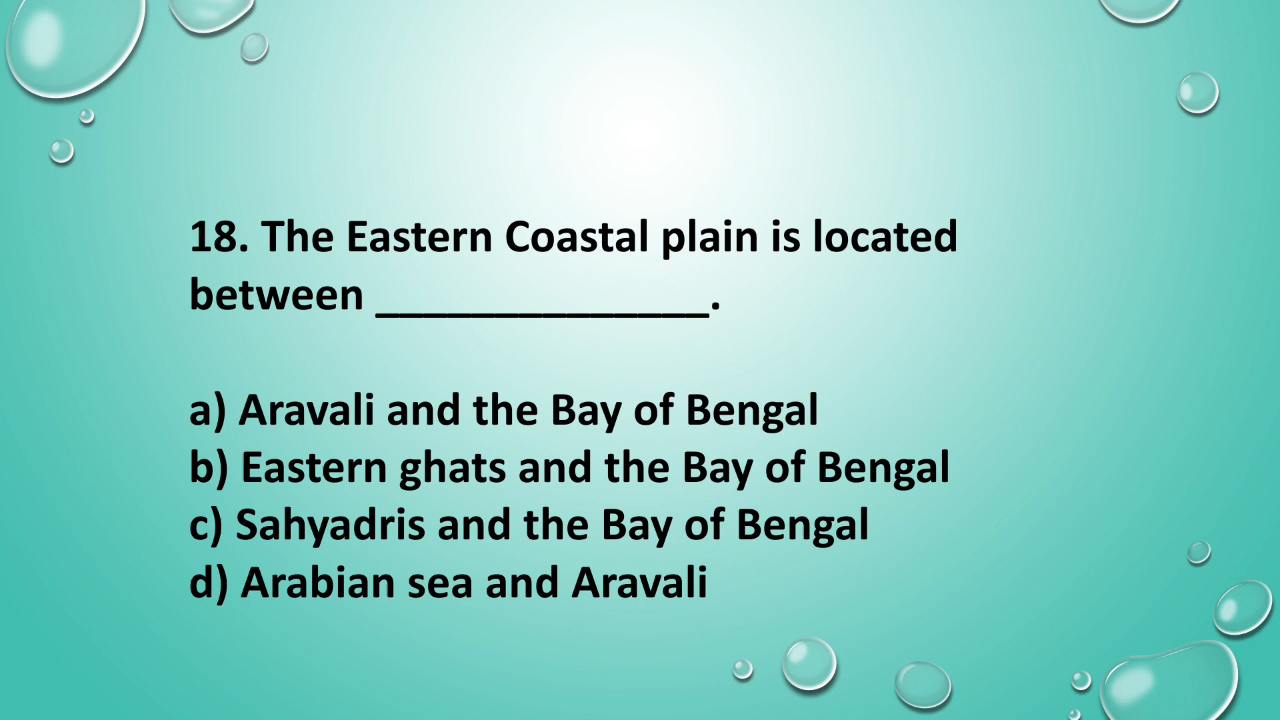 18. The Eastern Coastal plain is located
between ______________.
a) Aravali and the Bay of Bengal
b) Eastern ghats and the Bay of Bengal
c) Sahyadris and the Bay of Bengal
d) Arabian sea and Aravali